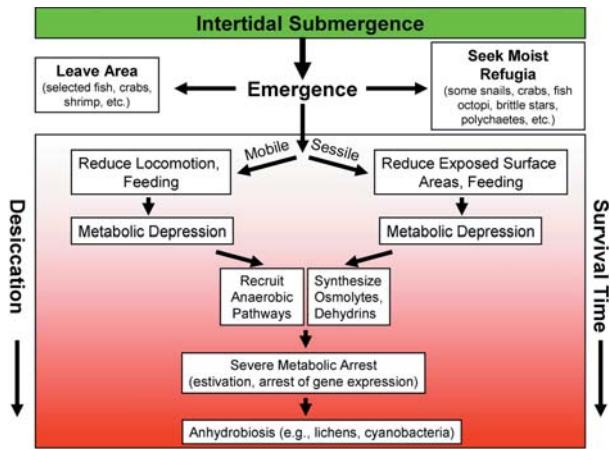 Intertidal Submergence
Leave Area
(selected fish, crabs,
shrimp, etc.)
Emergence
Seek Moist
Refugia
(some snails, crabs, fish
octopi, brittle stars,
polychaetes, etc.)
Mobile
Sessile
Reduce Locomotion,
Feeding
Reduce Exposed Surface
Areas, Feeding
Metabolic Depression
Metabolic Depression
Recruit
Anaerobic
Pathways
Synthesize
Osmolytes,
Dehydrins
Severe Metabolic Arrest
(estivation, arrest of gene expression)
Anhydrobiosis (e.g., lichens, cyanobacteria)
Desiccation
Survival Time